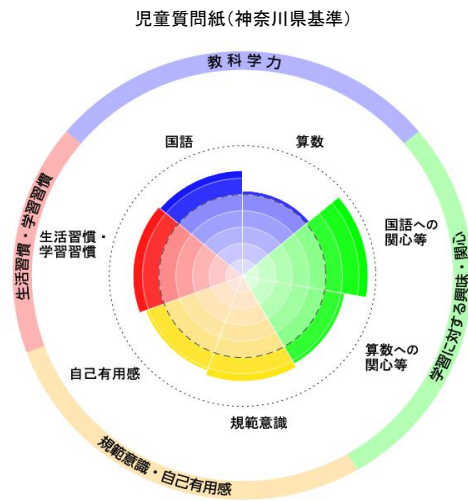 児童質問紙(神奈川県基準)
教科学力
国語
算数
生活習慣・学習習慣
生活習慣・
学習習慣
国語への
関心等
学習に対する興味・関心
算数への
関心等
自己有用感
規範意識
規範意識・自己有用感